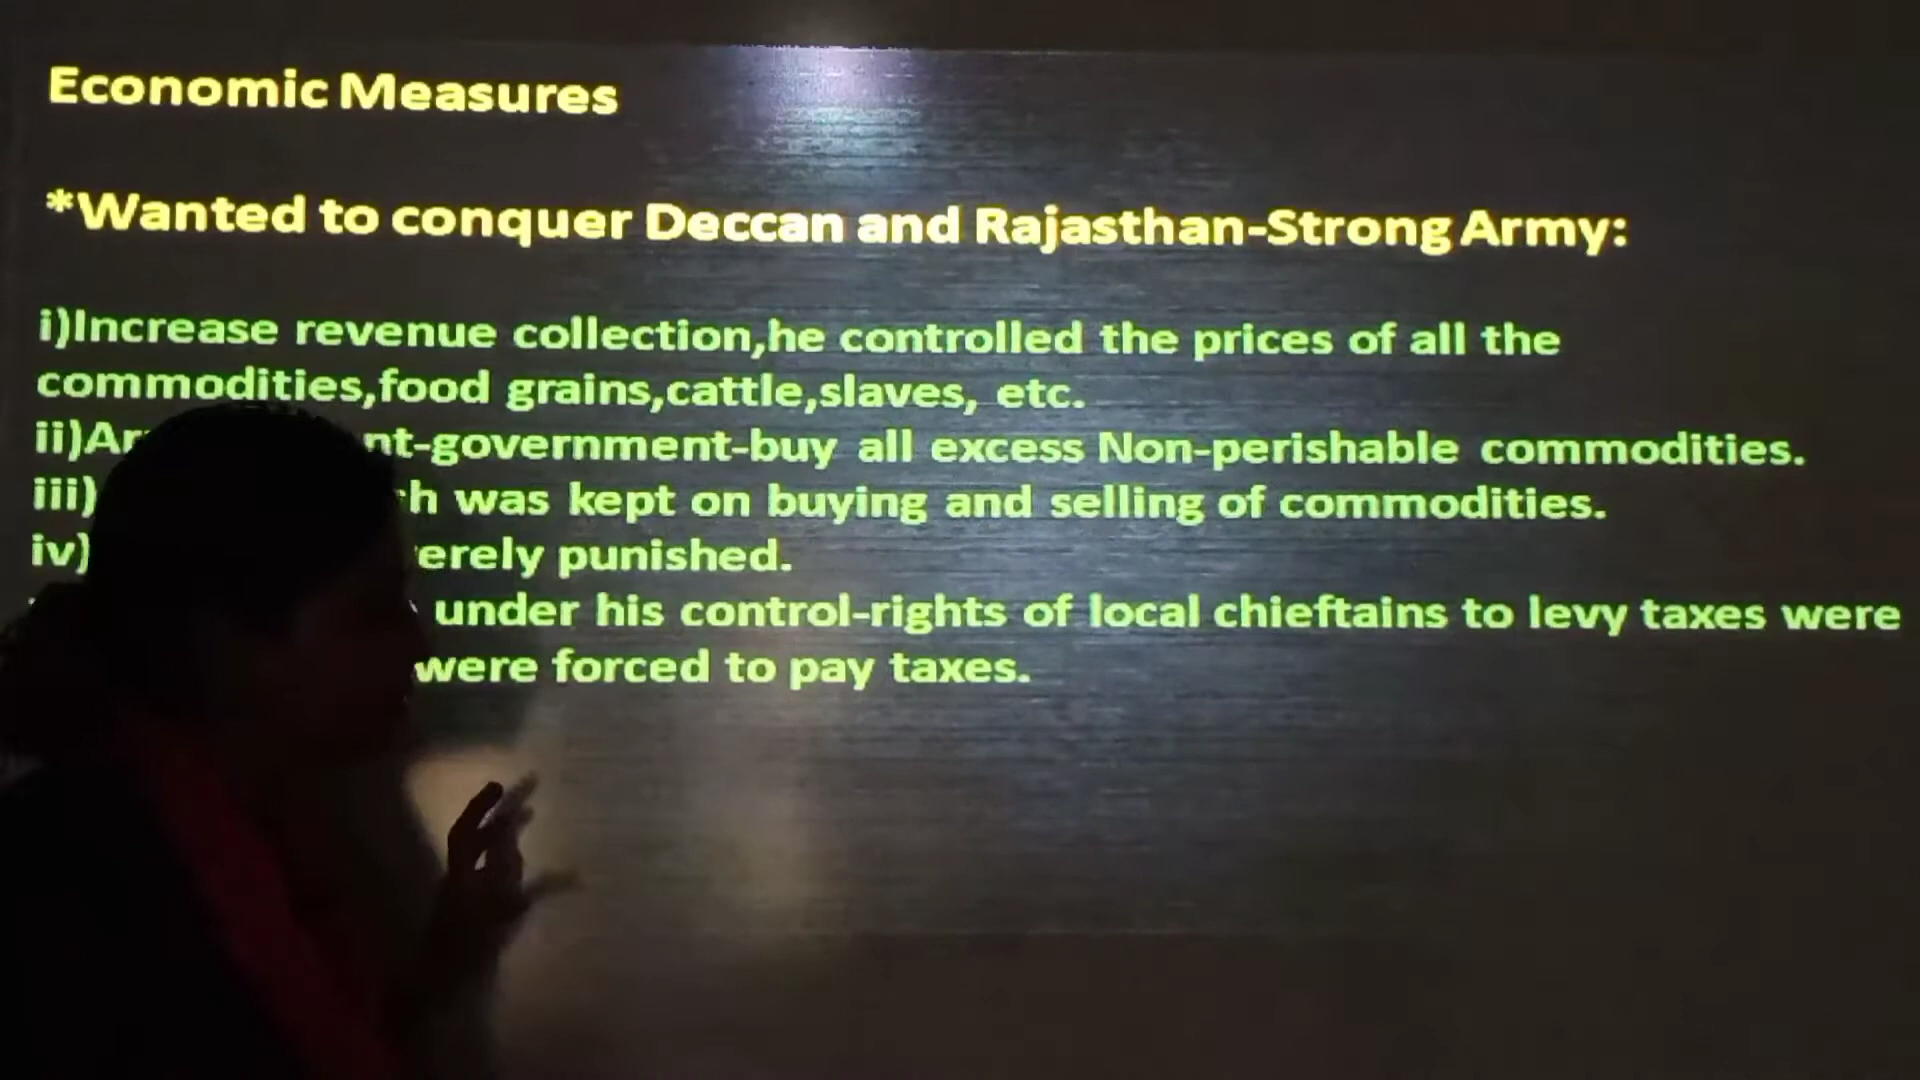 Economic Measures
*Wanted to conquer Deccan and Rajasthan-Strong Army:
i)Increase revenue collection,he controlled the prices of all the
commodities,food grains,cattle,slaves, etc.
ii) -government-buy all excess Non-perishable commodities.
iii) was kept on buying and selling of commodities.
iv) punished.
under his control-rights of local chieftains to levy taxes were
were forced to pay taxes.